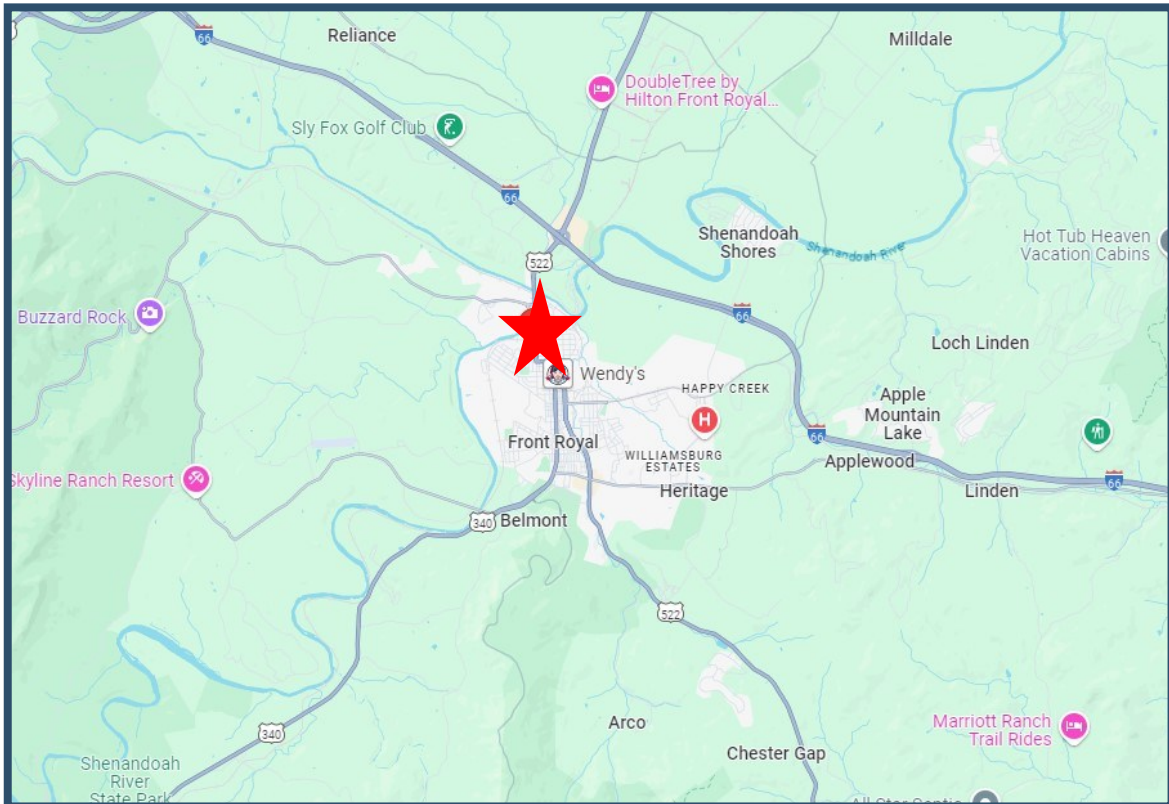 66
Reliance
Milldale
DoubleTree by
Hilton Front Royal...
Sly Fox Golf Club
66
Shenandoah
Shores
Shenandoah River
Hot Tub Heaven
Vacation Cabins
522
Buzzard Rock
66
Loch Linden
Wendy's
HAPPY CREEK
Apple
Mountain
Lake
H
66
Front Royal
WILLIAMSBURG
ESTATES
Applewood
Skyline Ranch Resort
Heritage
66
Linden
340
Belmont
522
Arco
Marriott Ranch
Trail Rides
340
Chester Gap
Shenandoah
River
State Park